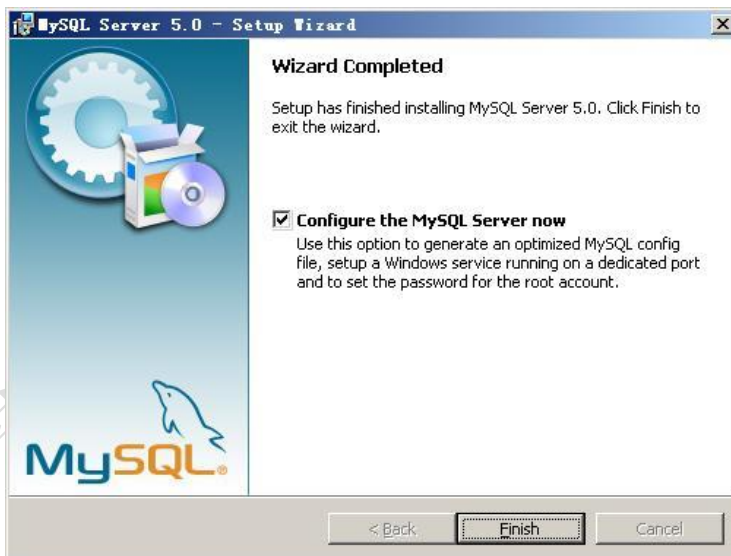 MySQL Server 5.0 - Setup Wizard
Wizard Completed
Setup has finished installing MySQL Server 5.0. Click Finish to
exit the wizard.
Configure the MySQL Server now
Use this option to generate an optimized MySQL config
file, setup a Windows service running on a dedicated port
and to set the password for the root account.
MySQL®
< Back
Finish
Cancel